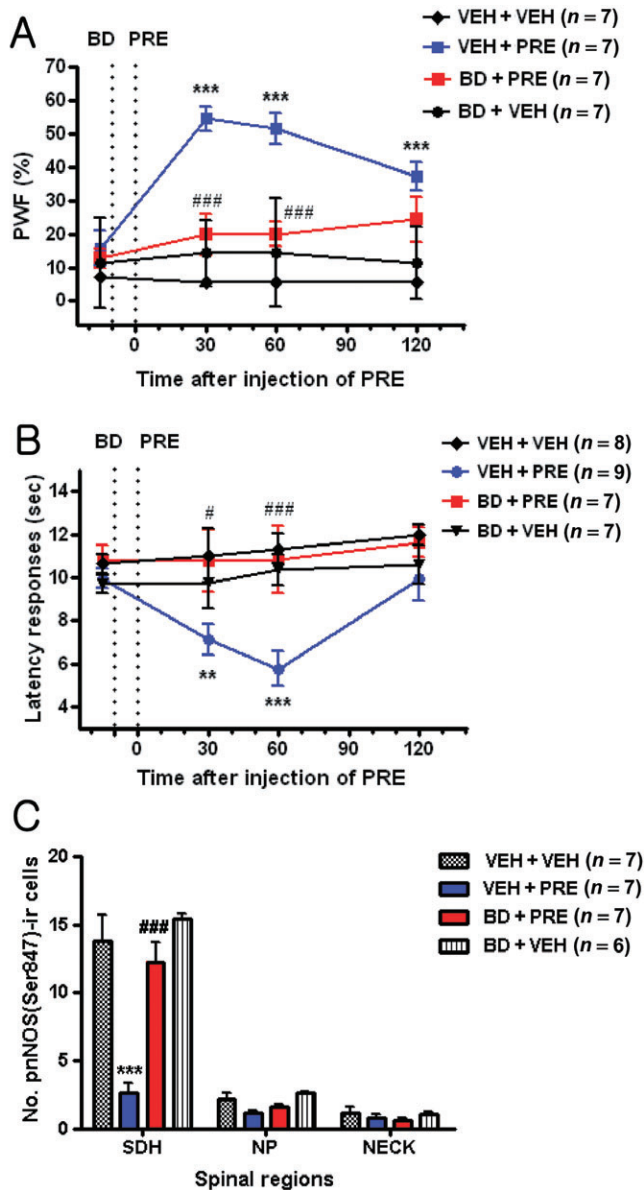 A
BD PRE
VEH + VEH (n = 7)
VEH + PRE (n = 7)
BD + PRE (n = 7)
BD + VEH (n = 7)
PWF (%)
70
60
50
40
30
20
10
0
*** *** ***
### ###
0 30 60 90 120
Time after injection of PRE
B
BD PRE
VEH + VEH (n = 8)
VEH + PRE (n = 9)
BD + PRE (n = 7)
BD + VEH (n = 7)
Latency responses (sec)
14
12
10
8
6
4
# ###
** ***
0 30 60 90 120
Time after injection of PRE
C
VEH + VEH (n = 7)
VEH + PRE (n = 7)
BD + PRE (n = 7)
BD + VEH (n = 6)
No. pnNOS(Ser847)-ir cells
20
15
10
5
0
###
***
SDH NP NECK
Spinal regions